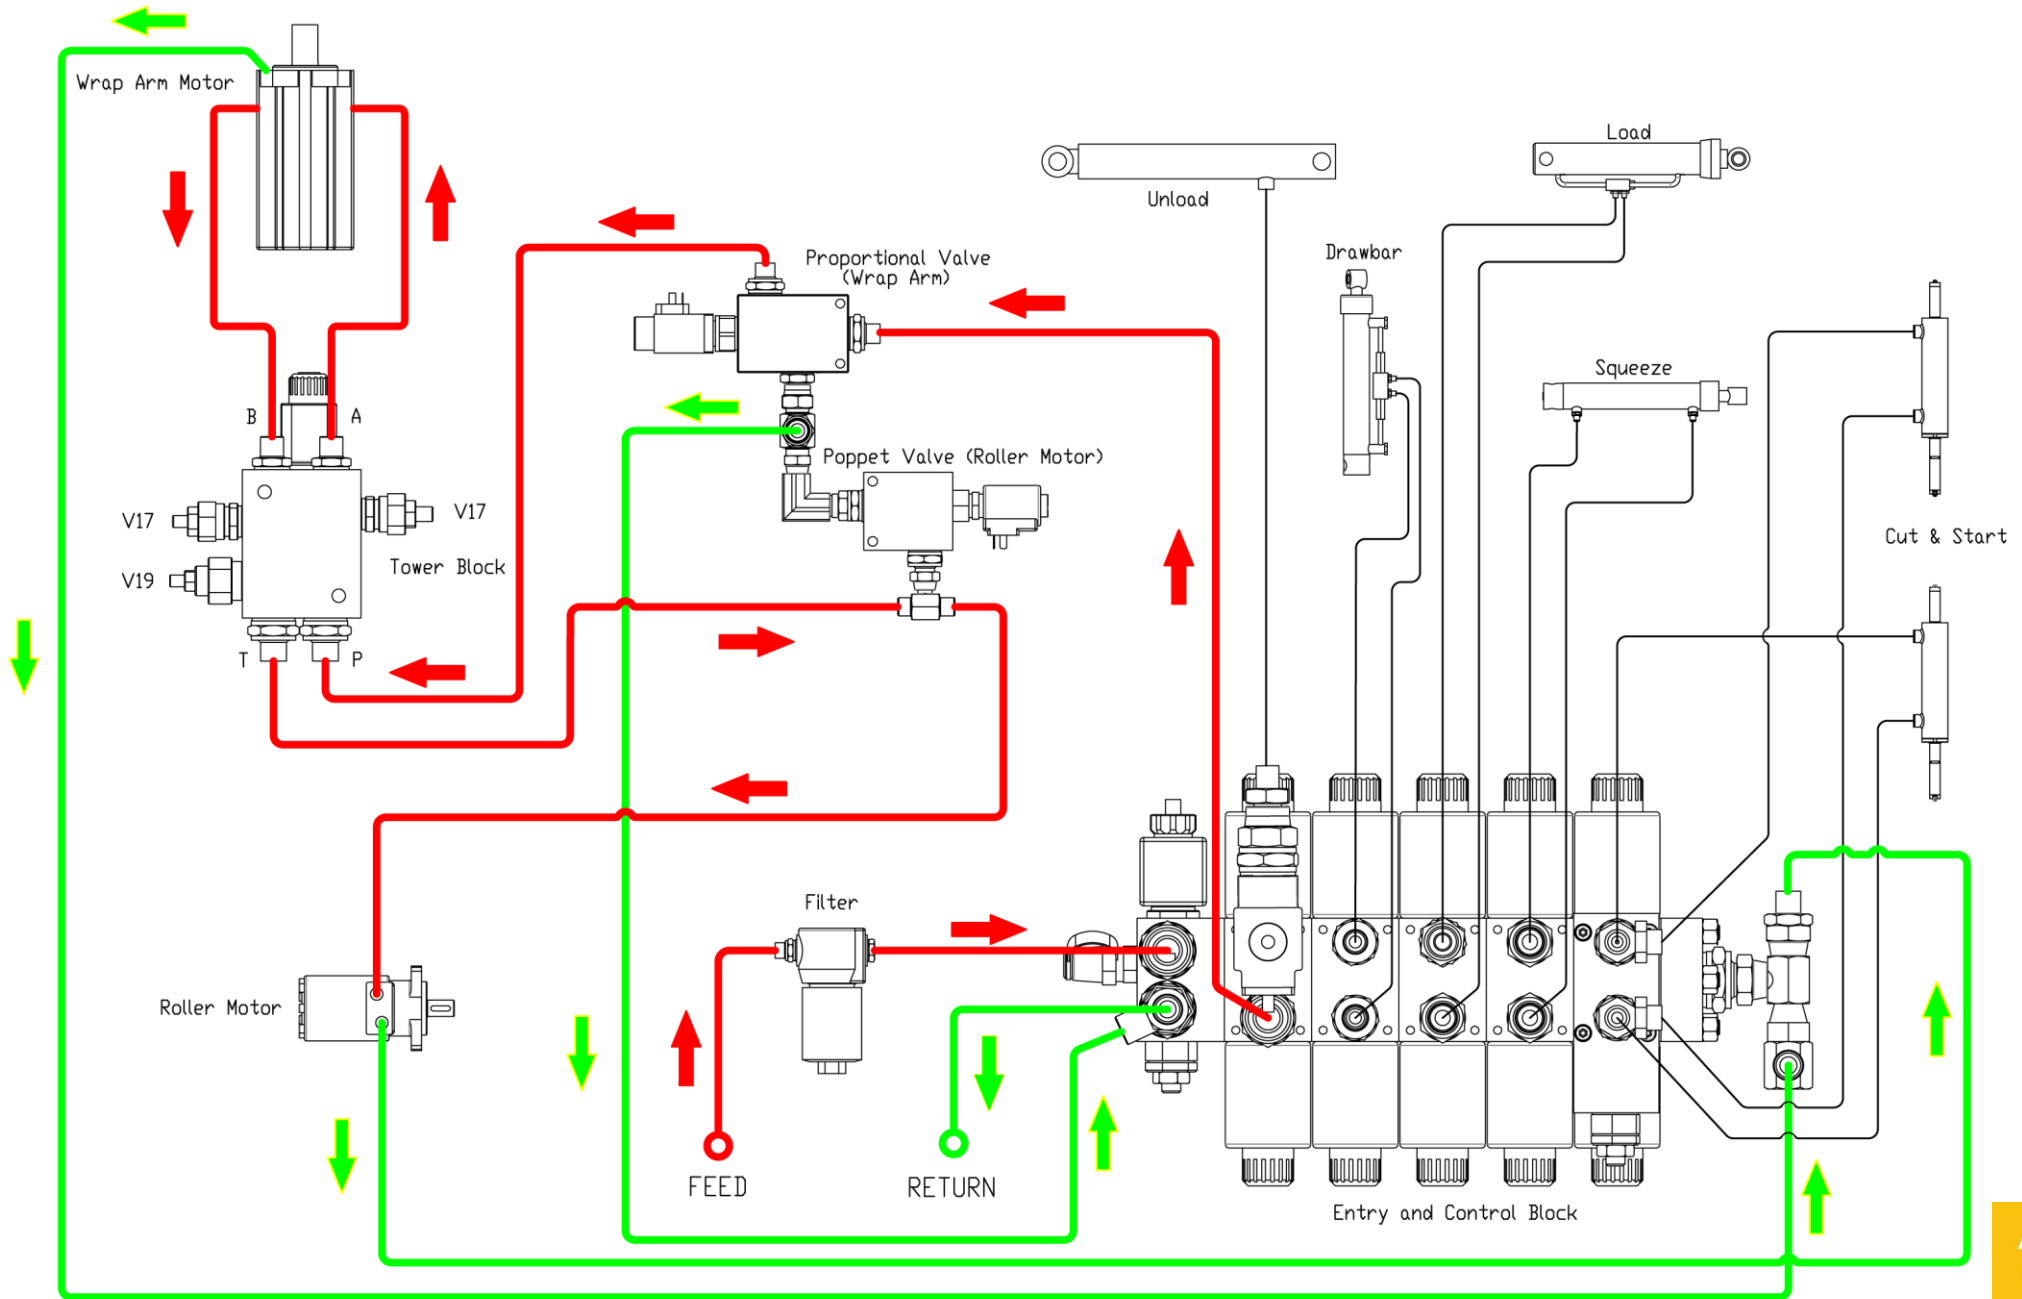 Wrap Arm Motor
Load
Unload
Drawbar
Proportional Valve
(Wrap Arm)
Squeeze
B
A
Poppet Valve (Roller Motor)
V17
V17
Cut & Start
V19
Tower Block
T
P
Filter
Roller Motor
FEED
RETURN
Entry and Control Block